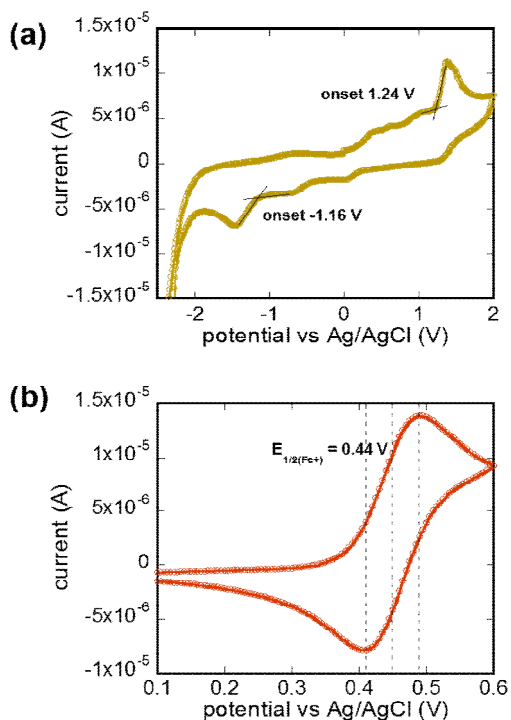 (a)
1.5x10⁻⁵
1x10⁻⁵
5x10⁻⁶
0
-5x10⁻⁶
-1x10⁻⁵
-1.5x10⁻⁵
current (A)
onset 1.24 V
onset -1.16 V
-2 -1 0 1 2
potential vs Ag/AgCl (V)
(b)
1.5x10⁻⁵
1x10⁻⁵
5x10⁻⁶
0
-5x10⁻⁶
-1x10⁻⁵
current (A)
E1/2(Fc+) = 0.44 V
0.1 0.2 0.3 0.4 0.5 0.6
potential vs Ag/AgCl (V)